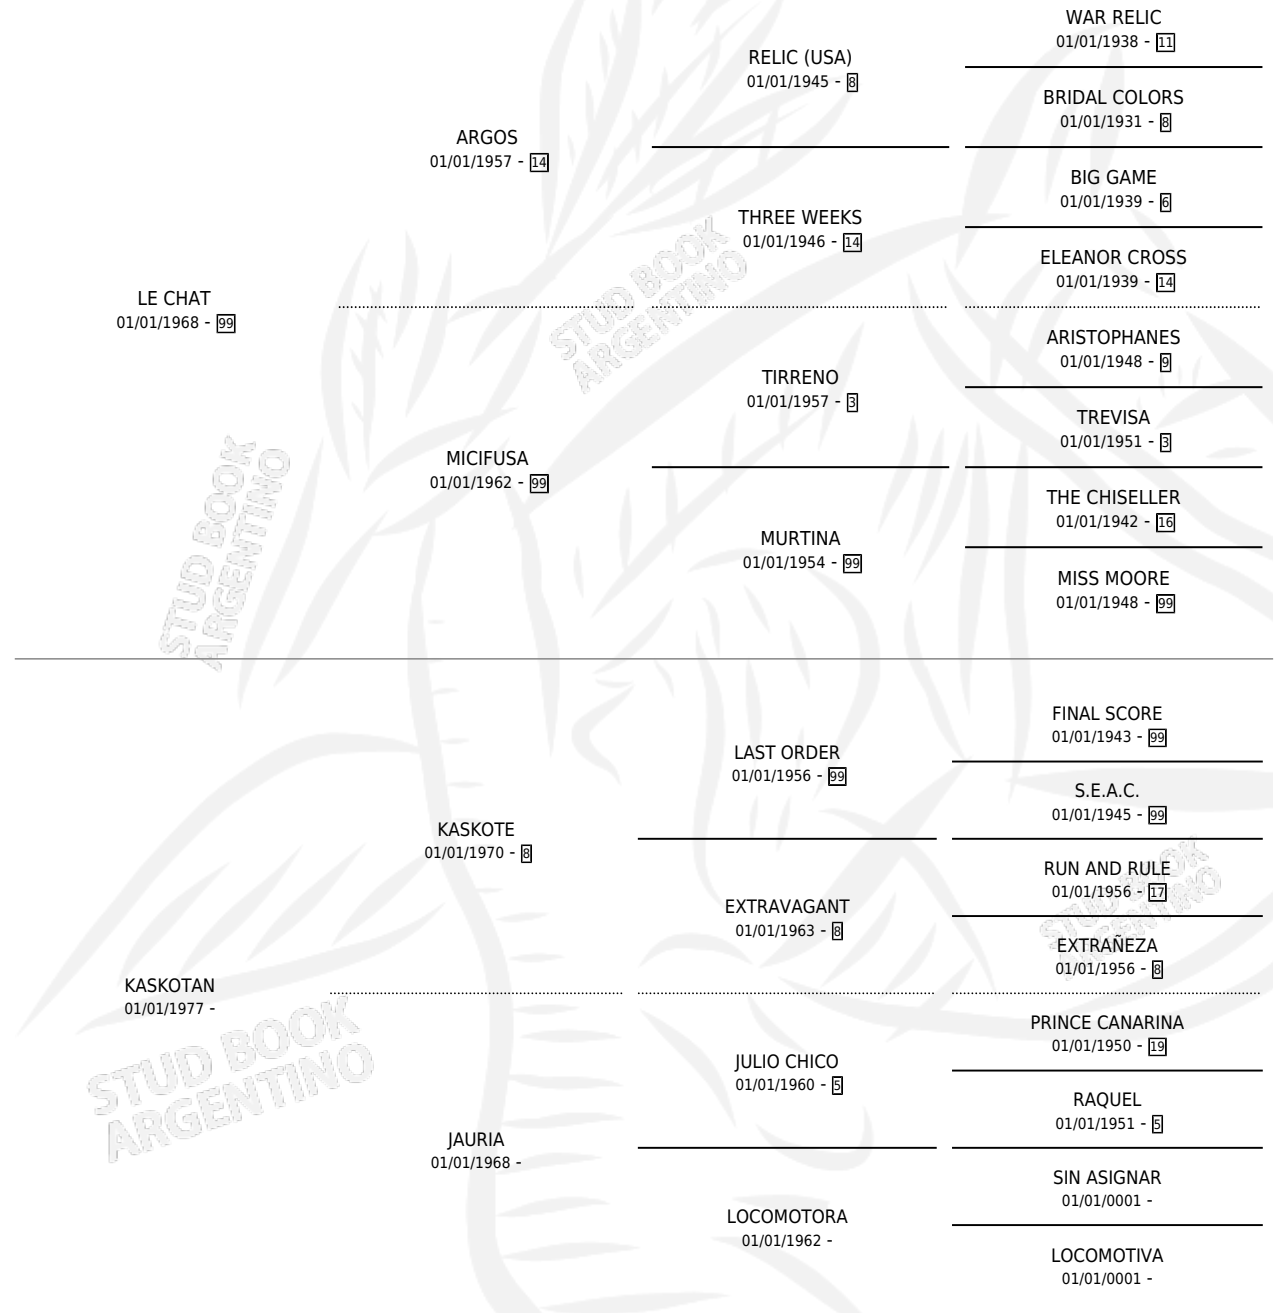 WAR RELIC
01/01/1938 - 11
RELIC (USA)
01/01/1945 - 8
BRIDAL COLORS
01/01/1931 - 8
ARGOS
01/01/1957 - 14
BIG GAME
01/01/1939 - 6
THREE WEEKS
01/01/1946 - 14
ELEANOR CROSS
01/01/1939 - 14
LE CHAT
01/01/1968 - 99
STUD BOOK
ARGENTINO
ARISTOPHANES
01/01/1948 - 9
TIRRENO
01/01/1957 - 3
TREVISA
01/01/1951 - 3
MICIFUSA
01/01/1962 - 99
THE CHISELLER
01/01/1942 - 16
MURTINA
01/01/1954 - 99
MISS MOORE
01/01/1948 - 99
STUD BOOK
ARGENTINO
FINAL SCORE
01/01/1943 - 99
LAST ORDER
01/01/1956 - 99
S.E.A.C.
01/01/1945 - 99
KASKOTE
01/01/1970 - 8
RUN AND RULE
01/01/1956 - 17
EXTRAVAGANT
01/01/1963 - 8
STUD BOOK
ARGENTINO
EXTRAÑEZA
01/01/1956 - 8
KASKOTAN
01/01/1977 -
PRINCE CANARINA
01/01/1950 - 19
STUD BOOK
ARGENTINO
JULIO CHICO
01/01/1960 - 5
RAQUEL
01/01/1951 - 5
JAURIA
01/01/1968 -
SIN ASIGNAR
01/01/0001 -
LOCOMOTORA
01/01/1962 -
LOCOMOTIVA
01/01/0001 -